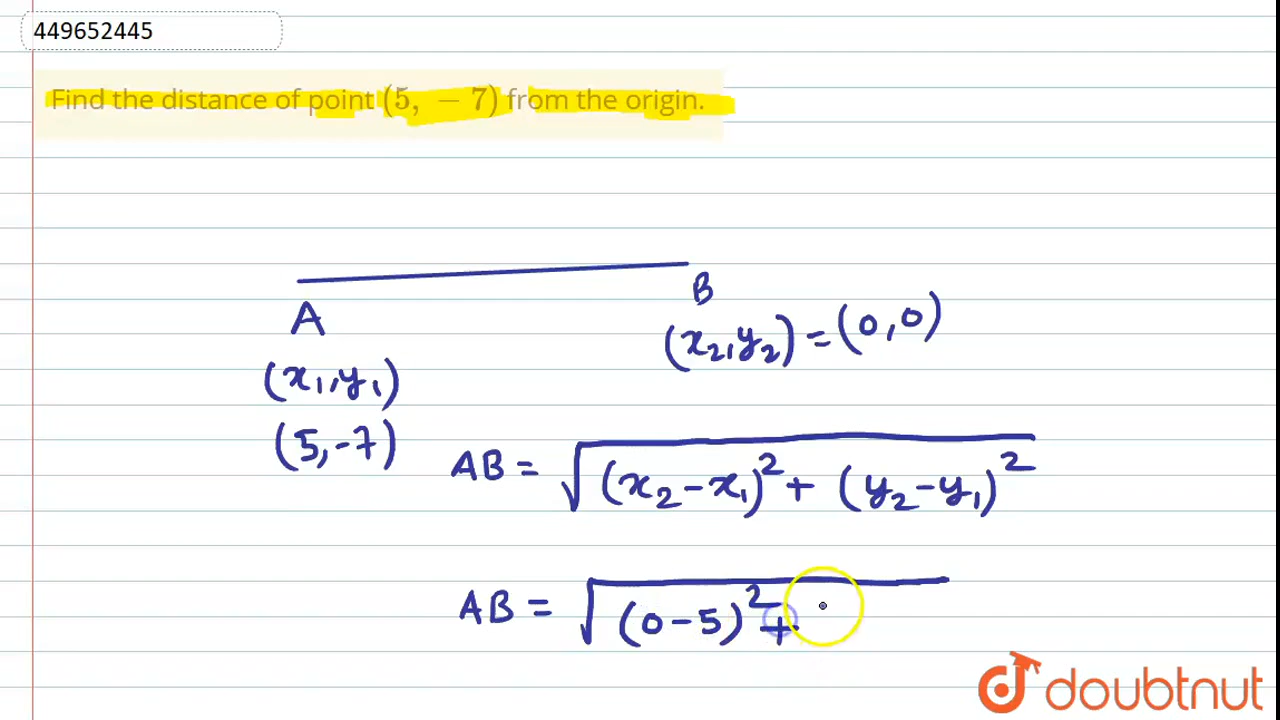 449652445
Find the distance of point (5, −7) from the origin.
A
B
(x₂,y₂) = (0,0)
(x₁,y₁)
(5,-7)
AB = √(x₂-x₁)² + (y₂-y₁)²
AB = √(0-5)² +
doubtnut